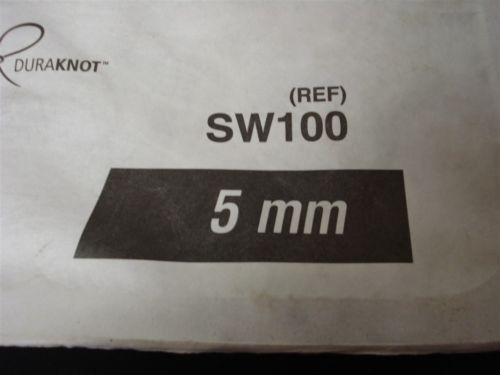 DURAKNOT™
(REF)
SW100
5 mm